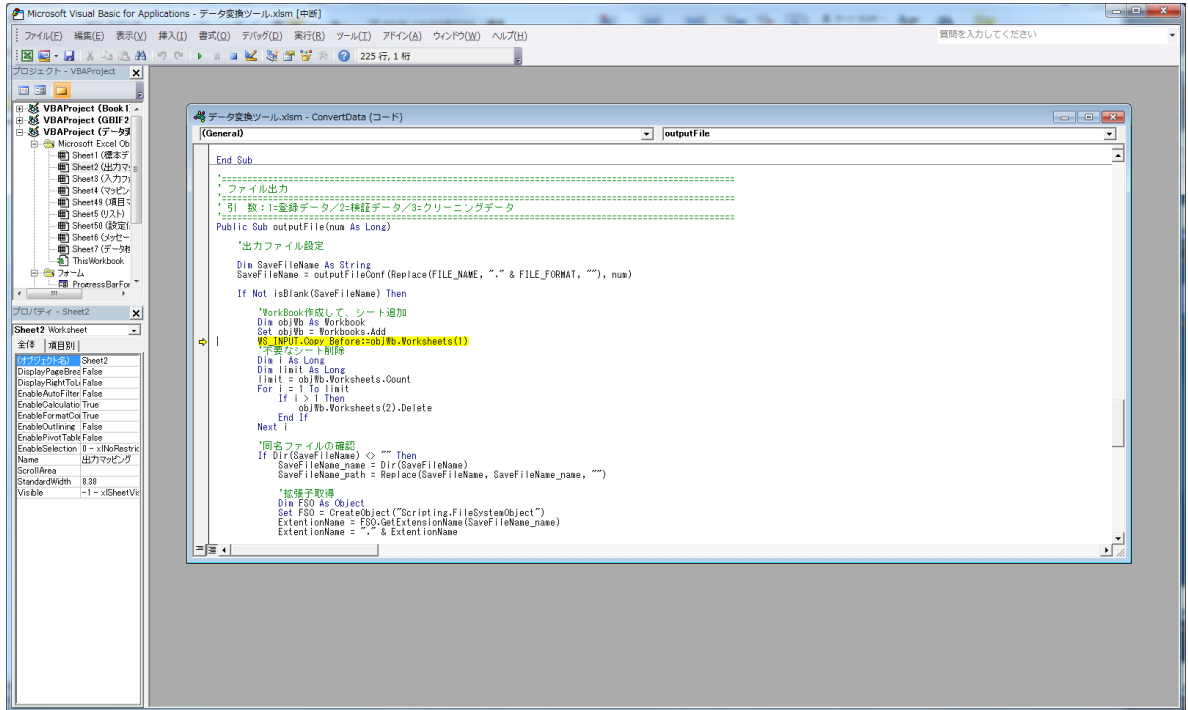 Microsoft Visual Basic for Applications - データ変換ツール.xlsm [中断]
ファイル(F) 編集(E) 表示(V) 挿入(I) 書式(O) デバッグ(D) 実行(R) ツール(T) アドイン(A) ウィンドウ(W) ヘルプ(H)
質問を入力してください
225 行, 1 桁
プロジェクト - VBAProject
VBAProject (Book1
VBAProject (GBIF2
VBAProject (データ変
Microsoft Excel Ob
Sheet1 (標本デ
Sheet2 (出力マ
Sheet3 (入力フ
Sheet4 (マッピン
Sheet49 (項目マ
Sheet5 (リスト)
Sheet50 (設定
Sheet6 (メッセー
Sheet7 (データ検
ThisWorkbook
フォーム
ProgressBarFor
プロパティ - Sheet2
Sheet2 Worksheet
全体 項目別
(オブジェクト名) Sheet2
DisplayPageBrea False
DisplayRightToL False
EnableAutoFilter False
EnableCalculatio True
EnableFormatCo True
EnableOutlining False
EnablePivotTable False
EnableSelection 0 - xlNoRestric
Name 出力マッピング
ScrollArea
StandardWidth 8.38
Visible -1 - xlSheetVis
データ変換ツール.xlsm - ConvertData (コード)
(General) outputFile
End Sub
'==========================================================================================
' ファイル出力
'==========================================================================================
' 引 数：1=登録データ／2=検証データ／3=クリーニングデータ
'==========================================================================================
Public Sub outputFile(num As Long)
'出力ファイル設定
Dim SaveFileName As String
SaveFileName = outputFileConf(Replace(FILE_NAME, "." & FILE_FORMAT, ""), num)
If Not isBlank(SaveFileName) Then
'WorkBook作成して、シート追加
Dim objWb As Workbook
Set objWb = Workbooks.Add
WS_INPUT.Copy Before:=objWb.Worksheets(1)
'不要なシート削除
Dim i As Long
Dim limit As Long
limit = objWb.Worksheets.Count
For i = 1 To limit
If i > 1 Then
objWb.Worksheets(2).Delete
End If
Next i
'同名ファイルの確認
If Dir(SaveFileName) <> "" Then
SaveFileName_name = Dir(SaveFileName)
SaveFileName_path = Replace(SaveFileName, SaveFileName_name, "")
'拡張子取得
Dim FSO As Object
Set FSO = CreateObject("Scripting.FileSystemObject")
ExtentionName = FSO.GetExtensionName(SaveFileName_name)
ExtentionName = "." & ExtentionName